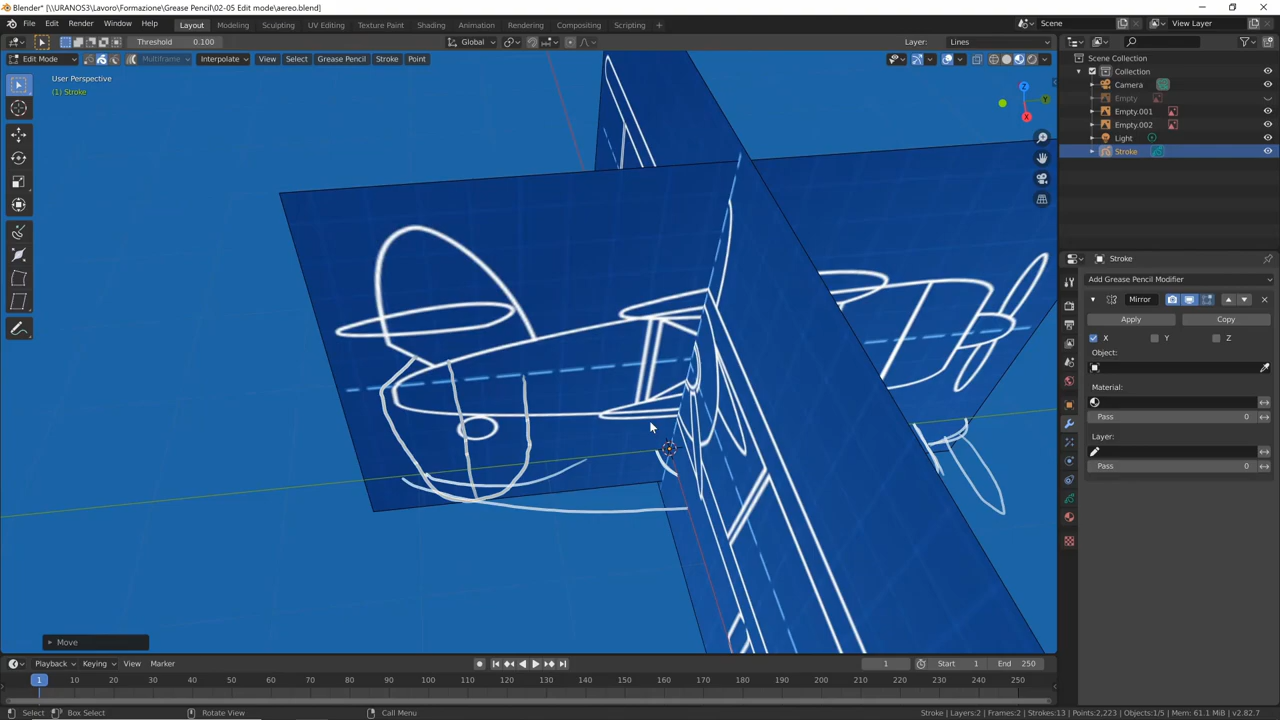 Blender* [\\URANOS3\Lavoro\Formazione\Grease Pencil\02-05 Edit mode\aereo.blend]
File Edit Render Window Help Layout Modeling Sculpting UV Editing Texture Paint Shading Animation Rendering Compositing Scripting Scene View Layer
Threshold 0.100 Global Layer: Lines
Edit Mode Multiframe Interpolate View Select Grease Pencil Stroke Point
User Perspective
(1) Stroke
Z
Y
X
Scene Collection
Collection
Camera
Empty
Empty.001
Empty.002
Light
Stroke
Stroke
Add Grease Pencil Modifier
Mirror
Apply Copy
X Y Z
Object:
Material:
Pass 0
Layer:
Pass 0
Move
Playback Keying View Marker 1 Start 1 End 250
1 10 20 30 40 50 60 70 80 90 100 110 120 130 140 150 160 170 180 190 200 210 220 230 240 250
Select Box Select Rotate View Call Menu Stroke | Layers:2 | Frames:2 | Strokes:13 | Points:2,223 | Objects:1/5 | Mem: 61.1 MiB | v2.82.7